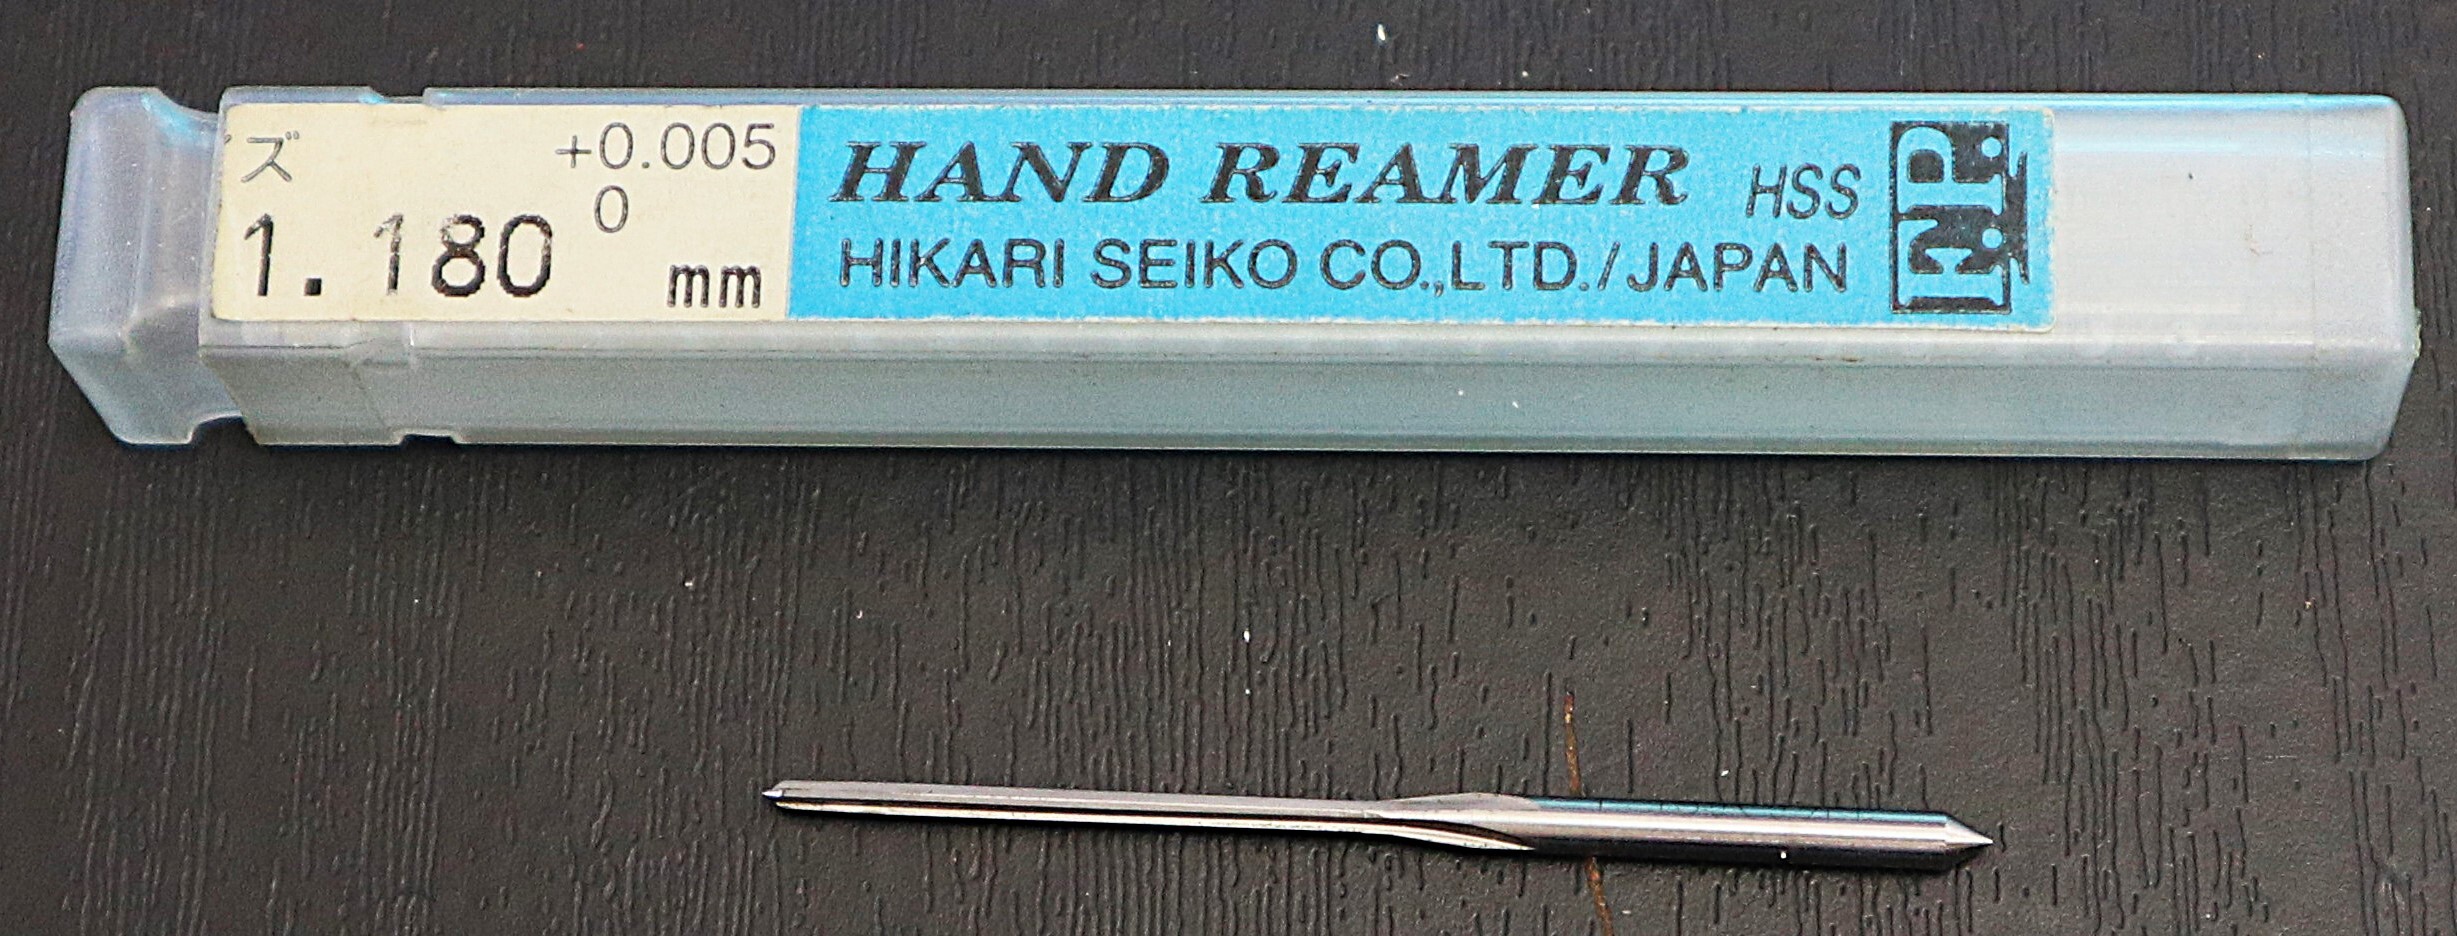 ズ
+0.005
0
1.180 mm
HAND REAMER HSS
HIKARI SEIKO CO.,LTD./JAPAN
F.P.